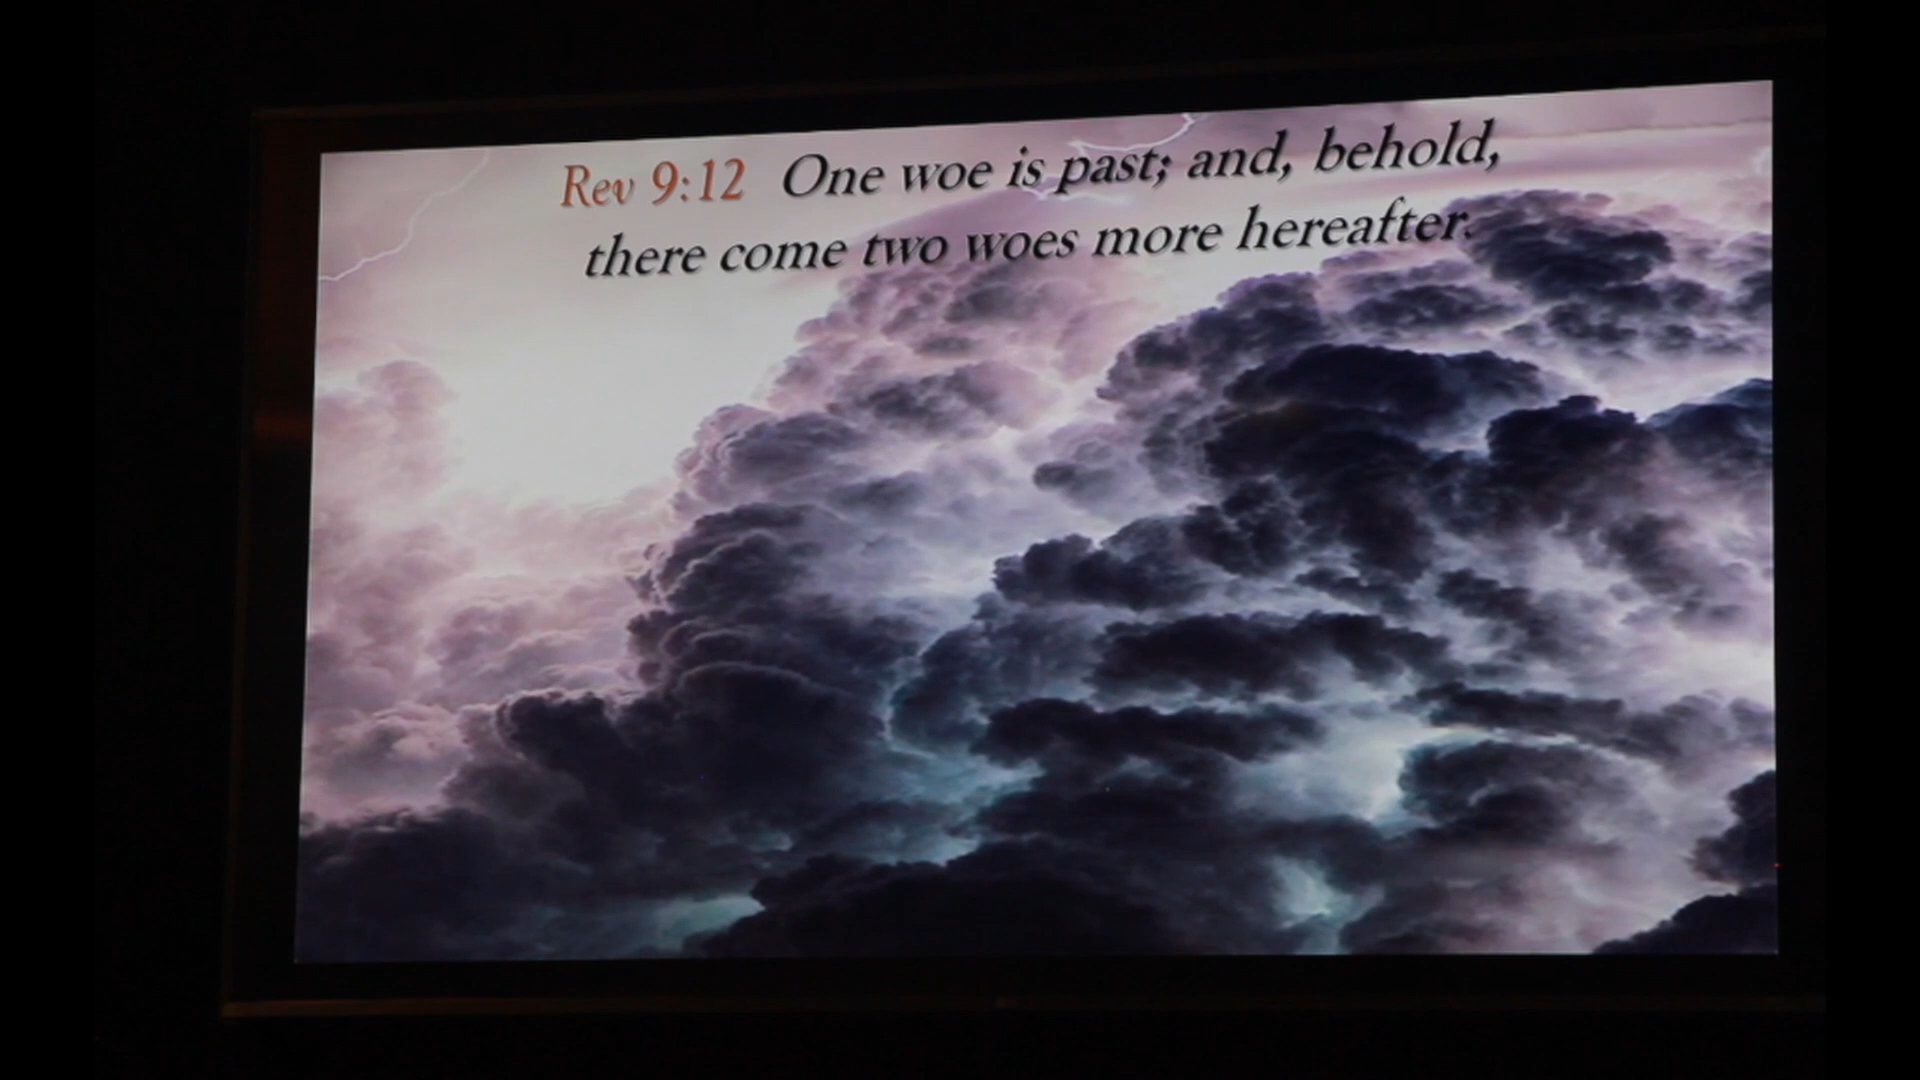 Rev 9:12 One woe is past; and, behold,
there come two woes more hereafter.